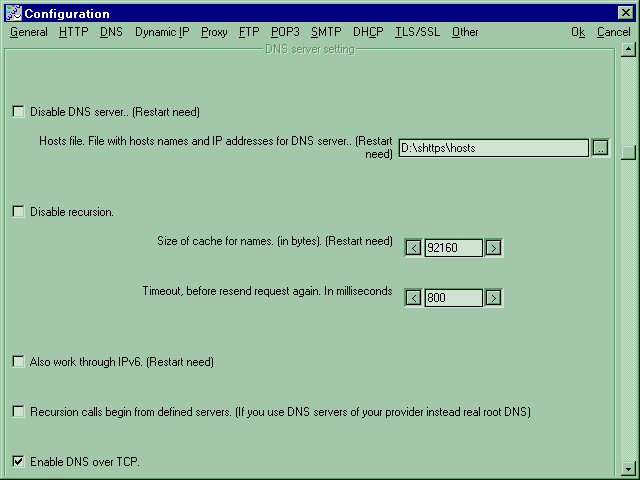 Configuration
General HTTP DNS Dynamic IP Proxy FTP POP3 SMTP DHCP TLS/SSL Other Ok Cancel
DNS server setting
Disable DNS server.. (Restart need)
Hosts file. File with hosts names and IP addresses for DNS server.. (Restart
need)
D:\shttps\hosts
..
Disable recursion.
Size of cache for names. (in bytes). (Restart need)
< 92160 >
Timeout, before resend request again. In milliseconds
< 800 >
Also work through IPv6. (Restart need)
Recursion calls begin from defined servers. (If you use DNS servers of your provider instead real root DNS)
Enable DNS over TCP.